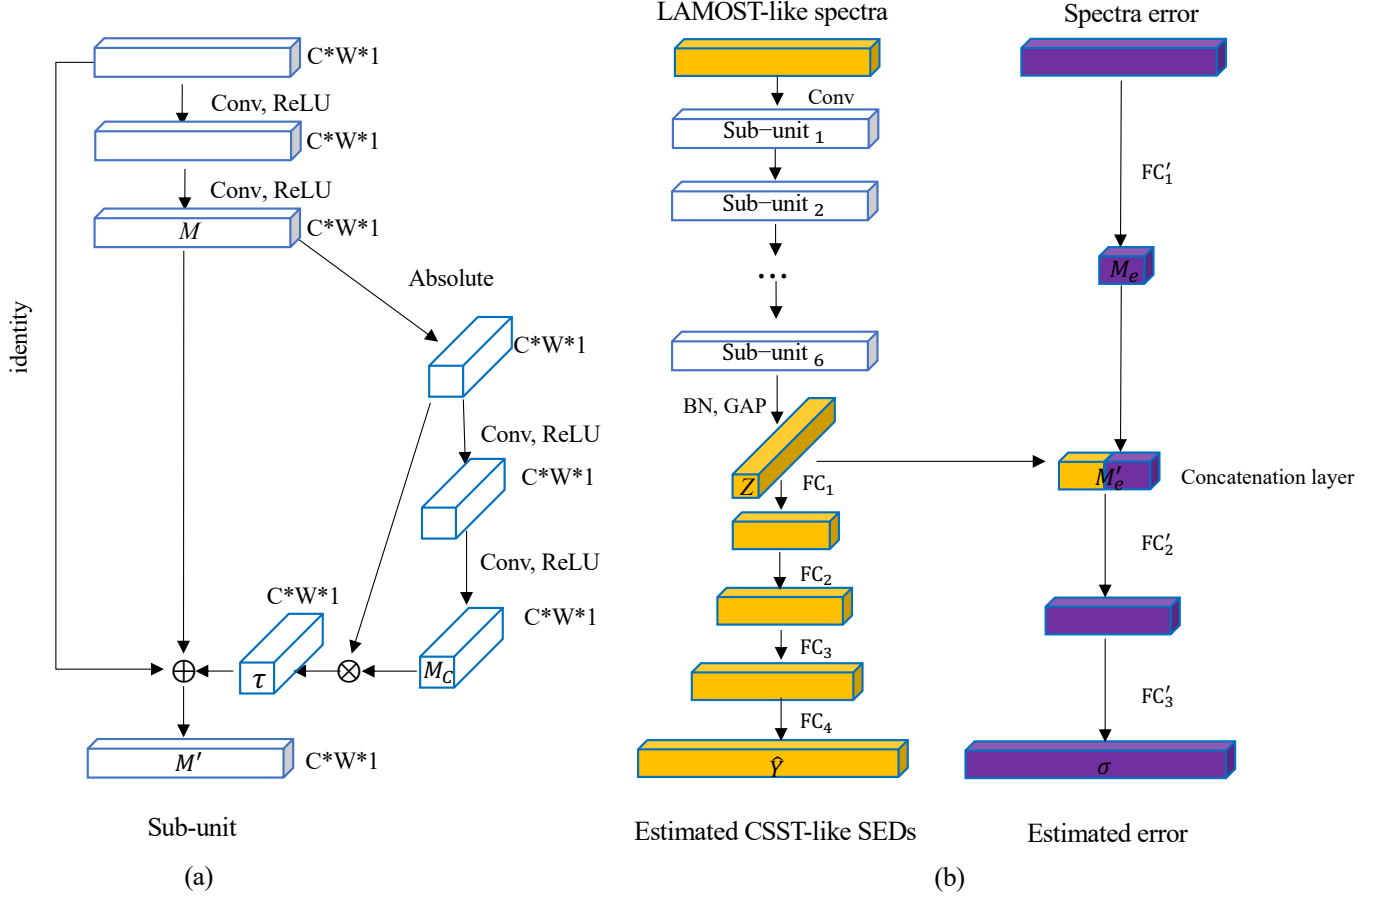 C*W*1
Conv, ReLU
C*W*1
Conv, ReLU
M
C*W*1
Absolute
identity
C*W*1
Conv, ReLU
C*W*1
Conv, ReLU
C*W*1
C*W*1
τ
⊗
M_C
⊕
M′
C*W*1
Sub-unit
(a)
LAMOST-like spectra
Conv
Sub−unit ₁
Sub−unit ₂
...
Sub−unit ₆
BN, GAP
Z
FC₁
FC₂
FC₃
FC₄
Ŷ
Estimated CSST-like SEDs
Spectra error
FC′₁
M_e
M′_e
Concatenation layer
FC′₂
FC′₃
σ
Estimated error
(b)